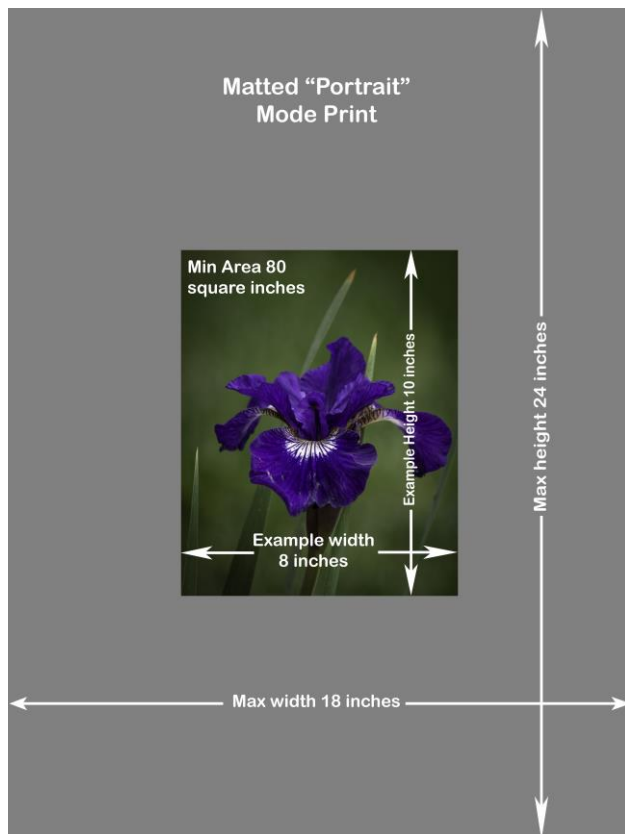 Matted “Portrait”
Mode Print
Min Area 80
square inches
Example Height 10 inches
Max height 24 inches
Example width
8 inches
Max width 18 inches